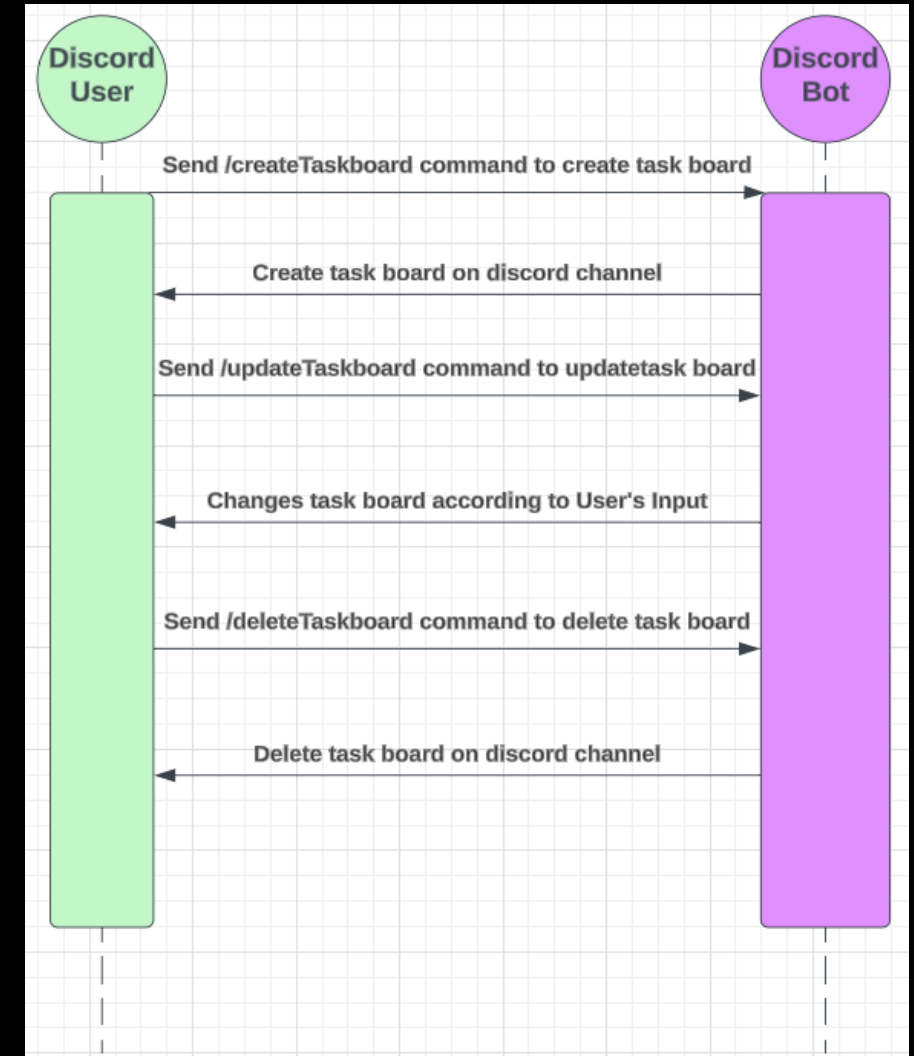 Discord
User
Discord
Bot
Send /createTaskboard command to create task board
Create task board on discord channel
Send /updateTaskboard command to updatetask board
Changes task board according to User's Input
Send /deleteTaskboard command to delete task board
Delete task board on discord channel